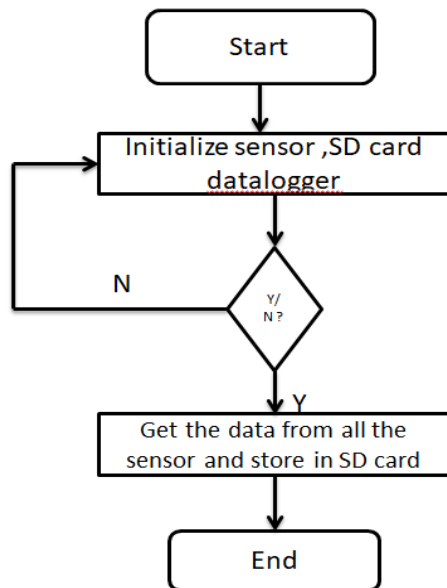 Start
Initialize sensor ,SD card
datalogger
N
Y/
N ?
Y
Get the data from all the
sensor and store in SD card
End